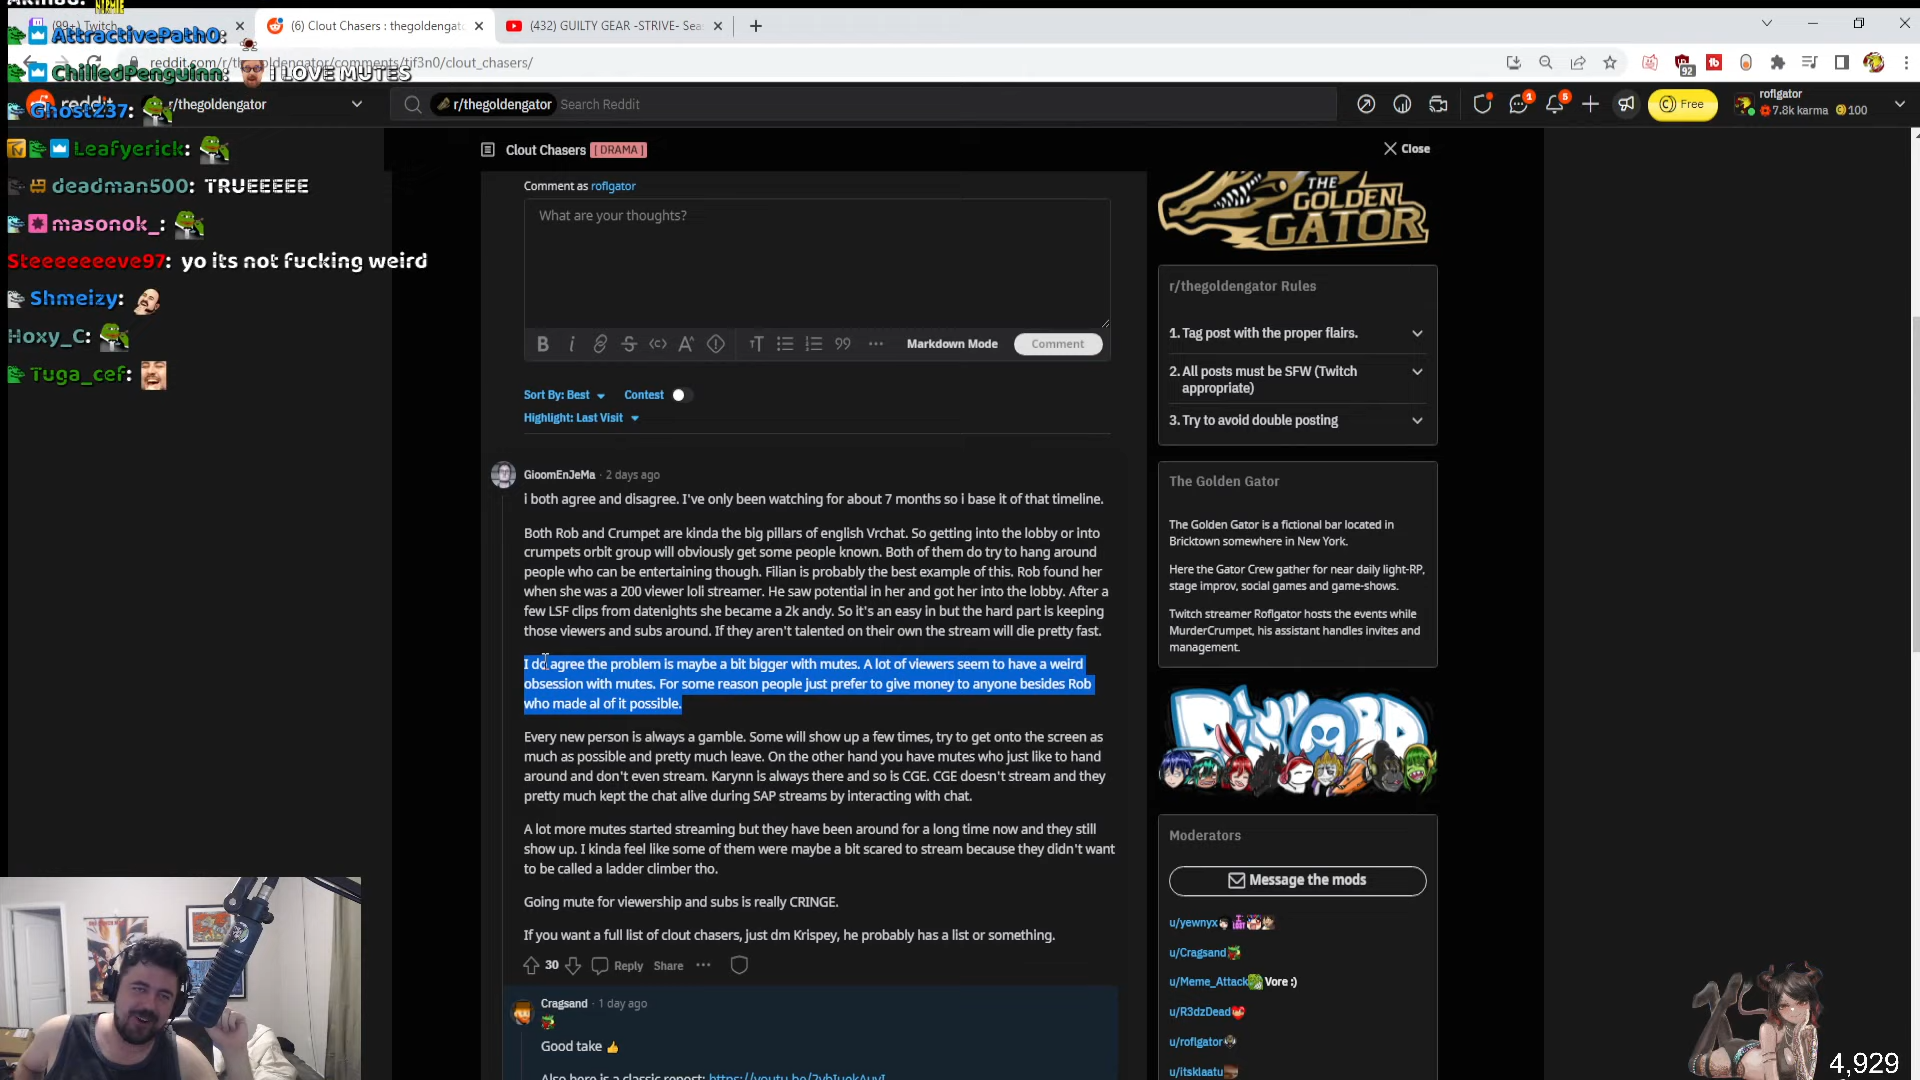 (99+) Twitch
(6) Clout Chasers : thegoldengato
(432) GUILTY GEAR -STRIVE- Sea
reddit.com/r/thegoldengator/comments/tjf3n0/clout_chasers/
92
AttractivePath0:
ChilledPenguinn: I LOVE MUTES
Ghost237:
Leafyerick:
deadman500: TRUEEEEE
masonok_:
Steeeeeeeve97: yo its not fucking weird
Shmeizy:
Hoxy_C:
Tuga_cef:
reddit
r/thegoldengator
r/thegoldengator Search Reddit
1
5
Free
roflgator
7.8k karma 100
Clout Chasers [ DRAMA ]
Close
Comment as roflgator
What are your thoughts?
Markdown Mode
Comment
Sort By: Best
Contest
Highlight: Last Visit
GioomEnJeMa · 2 days ago
i both agree and disagree. I've only been watching for about 7 months so i base it of that timeline.
Both Rob and Crumpet are kinda the big pillars of english Vrchat. So getting into the lobby or into
crumpets orbit group will obviously get some people known. Both of them do try to hang around
people who can be entertaining though. Filian is probably the best example of this. Rob found her
when she was a 200 viewer loli streamer. He saw potential in her and got her into the lobby. After a
few LSF clips from datenights she became a 2k andy. So it's an easy in but the hard part is keeping
those viewers and subs around. If they aren't talented on their own the stream will die pretty fast.
I do agree the problem is maybe a bit bigger with mutes. A lot of viewers seem to have a weird
obsession with mutes. For some reason people just prefer to give money to anyone besides Rob
who made al of it possible.
Every new person is always a gamble. Some will show up a few times, try to get onto the screen as
much as possible and pretty much leave. On the other hand you have mutes who just like to hand
around and don't even stream. Karynn is always there and so is CGE. CGE doesn't stream and they
pretty much kept the chat alive during SAP streams by interacting with chat.
A lot more mutes started streaming but they have been around for a long time now and they still
show up. I kinda feel like some of them were maybe a bit scared to stream because they didn't want
to be called a ladder climber tho.
Going mute for viewership and subs is really CRINGE.
If you want a full list of clout chasers, just dm Krispey, he probably has a list or something.
30 Reply Share
Cragsand · 1 day ago
Good take
THE
GOLDEN
GATOR
r/thegoldengator Rules
1. Tag post with the proper flairs.
2. All posts must be SFW (Twitch
appropriate)
3. Try to avoid double posting
The Golden Gator
The Golden Gator is a fictional bar located in
Bricktown somewhere in New York.
Here the Gator Crew gather for near daily light-RP,
stage improv, social games and game-shows.
Twitch streamer Roflgator hosts the events while
MurderCrumpet, his assistant handles invites and
management.
DISCORD
Moderators
Message the mods
u/yewnyx
u/Cragsand
u/Meme_Attack Vore :)
u/R3dzDead
u/roflgator
u/itsklaatu
4,929